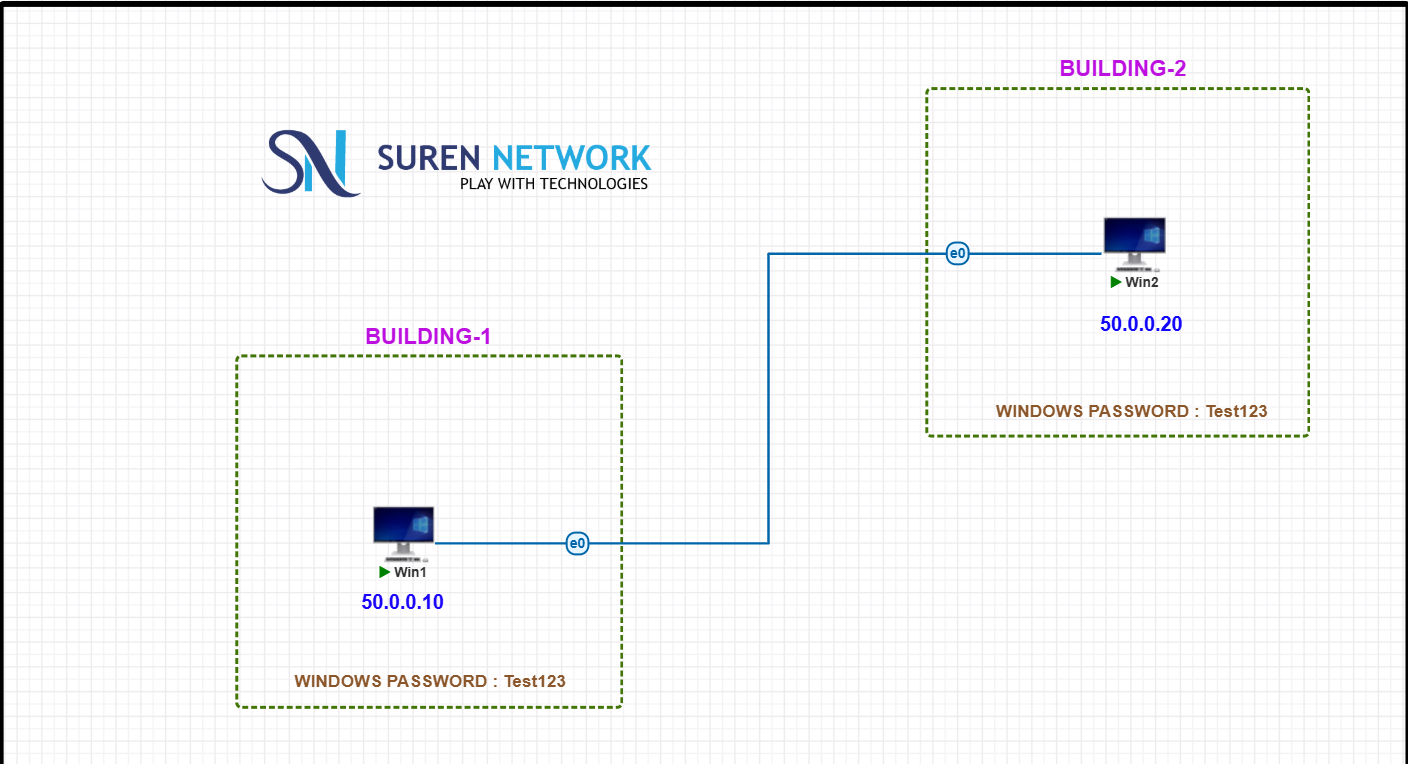 BUILDING-2
SN SUREN NETWORK
PLAY WITH TECHNOLOGIES
e0
Win2
50.0.0.20
BUILDING-1
WINDOWS PASSWORD : Test123
e0
Win1
50.0.0.10
WINDOWS PASSWORD : Test123